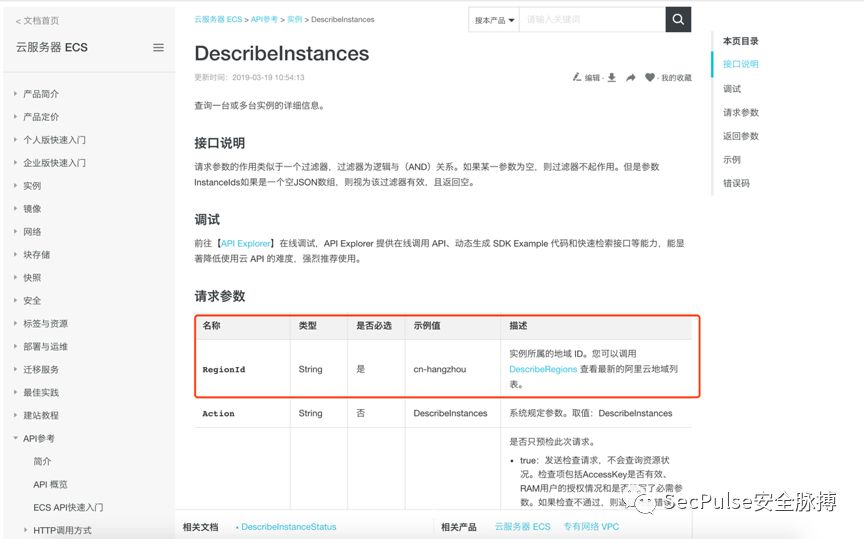 < 文档首页
云服务器 ECS
产品简介
产品定价
个人版快速入门
企业版快速入门
实例
镜像
网络
块存储
快照
安全
标签与资源
部署与运维
迁移服务
最佳实践
建站教程
API参考
简介
API 概览
ECS API快速入门
HTTP调用方式
云服务器 ECS > API参考 > 实例 > DescribeInstances
搜本产品 请输入关键词
DescribeInstances
更新时间：2019-03-19 10:54:13
编辑 · 我的收藏
查询一台或多台实例的详细信息。
接口说明
请求参数的作用类似于一个过滤器，过滤器为逻辑与（AND）关系。如果某一参数为空，则过滤器不起作用。但是参数
InstanceIds如果是一个空JSON数组，则视为该过滤器有效，且返回空。
调试
前往【API Explorer】在线调试，API Explorer 提供在线调用 API、动态生成 SDK Example 代码和快速检索接口等能力，能显
著降低使用云 API 的难度，强烈推荐使用。
请求参数
名称 类型 是否必选 示例值 描述
RegionId String 是 cn-hangzhou 实例所属的地域 ID。您可以调用
DescribeRegions 查看最新的阿里云地域列
表。
Action String 否 DescribeInstances 系统规定参数。取值：DescribeInstances
是否只预检此次请求。
• true：发送检查请求，不会查询资源状
况。检查项包括AccessKey是否有效、
RAM用户的授权情况和是否填写了必需参
数。如果检查不通过，则返回对应错误
相关文档 • DescribeInstanceStatus
相关产品 云服务器 ECS 专有网络 VPC
本页目录
接口说明
调试
请求参数
返回参数
示例
错误码
SecPulse安全脉搏